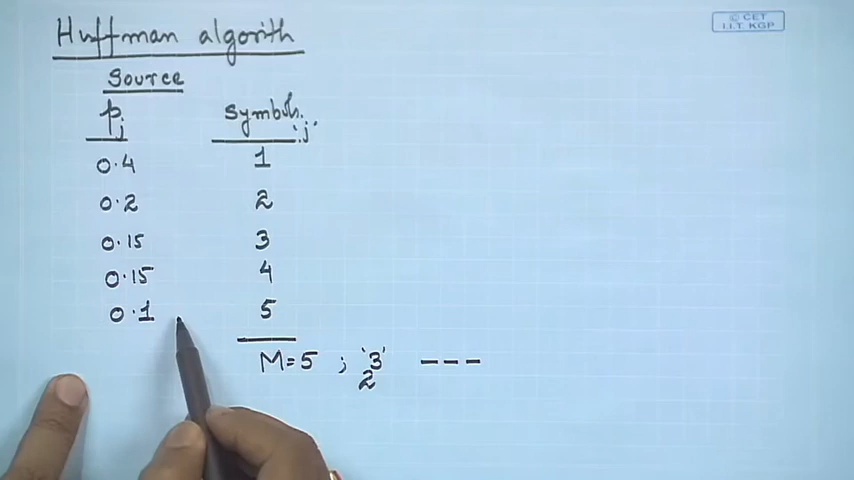 © CET
I.I.T. KGP
Huffman algorith
Source
pj symbols 'j'
0.4 1
0.2 2
0.15 3
0.15 4
0.1 5
M=5 ; '3' ---
2